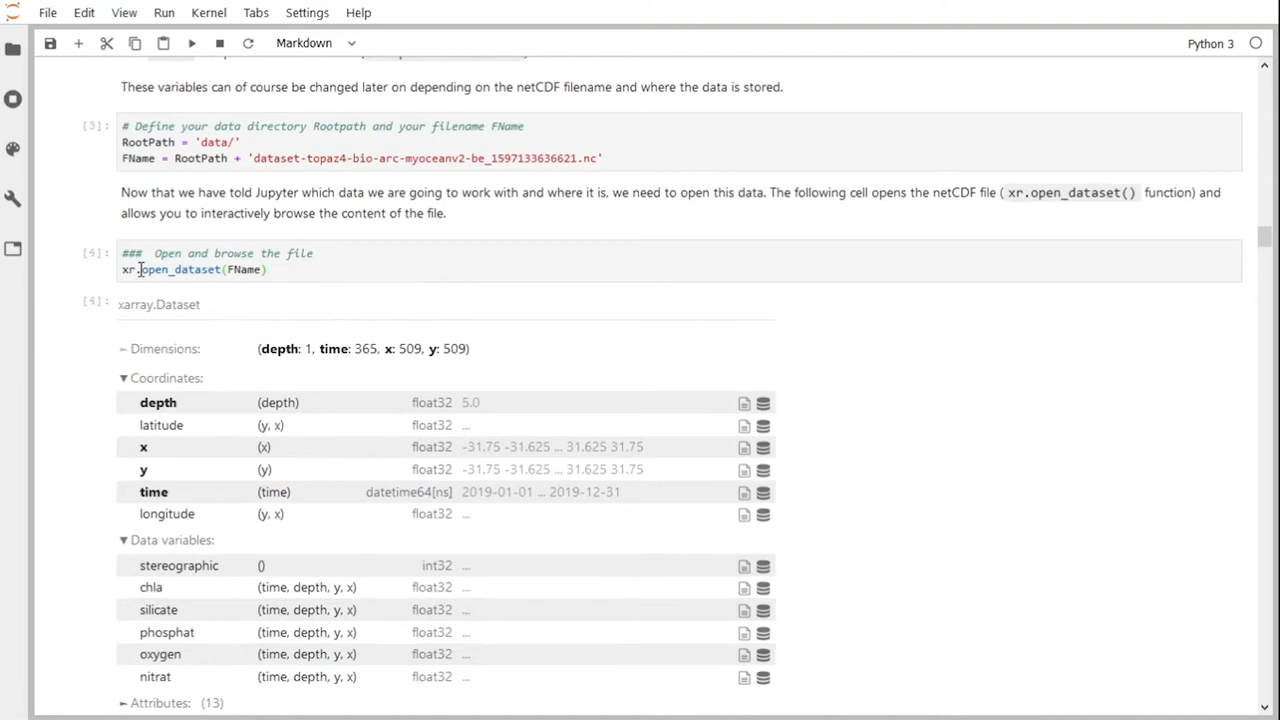 File Edit View Run Kernel Tabs Settings Help
Markdown Python 3
These variables can of course be changed later on depending on the netCDF filename and where the data is stored.
[3]: # Define your data directory Rootpath and your filename FName
RootPath = 'data/'
FName = RootPath + 'dataset-topaz4-bio-arc-myoceanv2-be_1597133636621.nc'
Now that we have told Jupyter which data we are going to work with and where it is, we need to open this data. The following cell opens the netCDF file ( xr.open_dataset() function) and
allows you to interactively browse the content of the file.
[4]: ### Open and browse the file
xr.open_dataset(FName)
[4]: xarray.Dataset
► Dimensions: (depth: 1, time: 365, x: 509, y: 509)
▼ Coordinates:
depth (depth) float32 5.0
latitude (y, x) float32 ...
x (x) float32 -31.75 -31.625 ... 31.625 31.75
y (y) float32 -31.75 -31.625 ... 31.625 31.75
time (time) datetime64[ns] 2019-01-01 ... 2019-12-31
longitude (y, x) float32 ...
▼ Data variables:
stereographic () int32 ...
chla (time, depth, y, x) float32 ...
silicate (time, depth, y, x) float32 ...
phosphat (time, depth, y, x) float32 ...
oxygen (time, depth, y, x) float32 ...
nitrat (time, depth, y, x) float32 ...
► Attributes: (13)